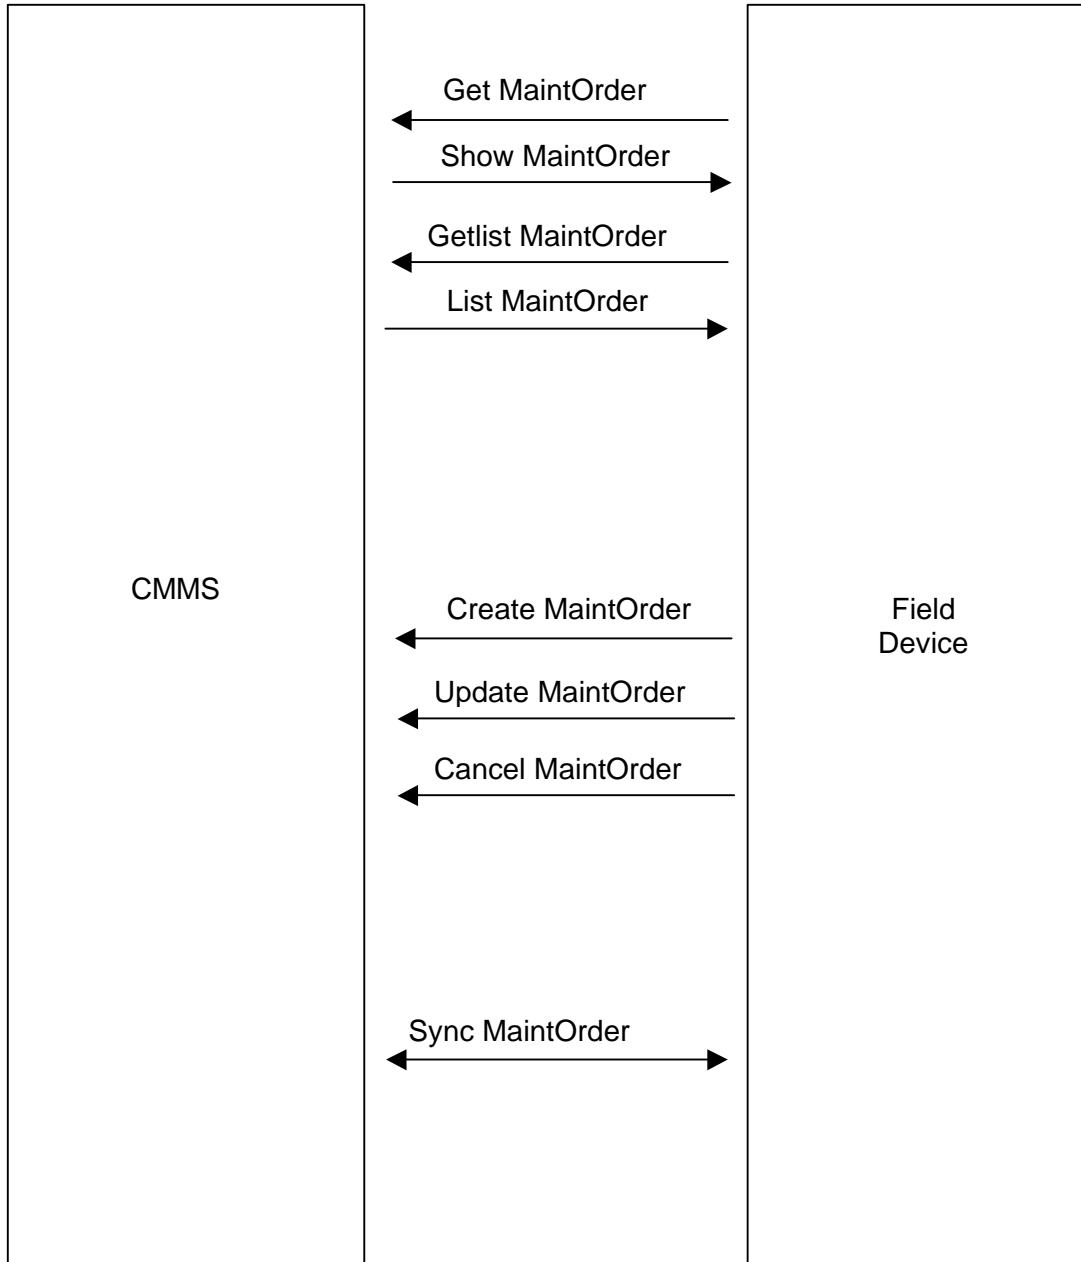 Get MaintOrder
Show MaintOrder
Getlist MaintOrder
List MaintOrder
CMMS
Create MaintOrder
Field
Device
Update MaintOrder
Cancel MaintOrder
Sync MaintOrder